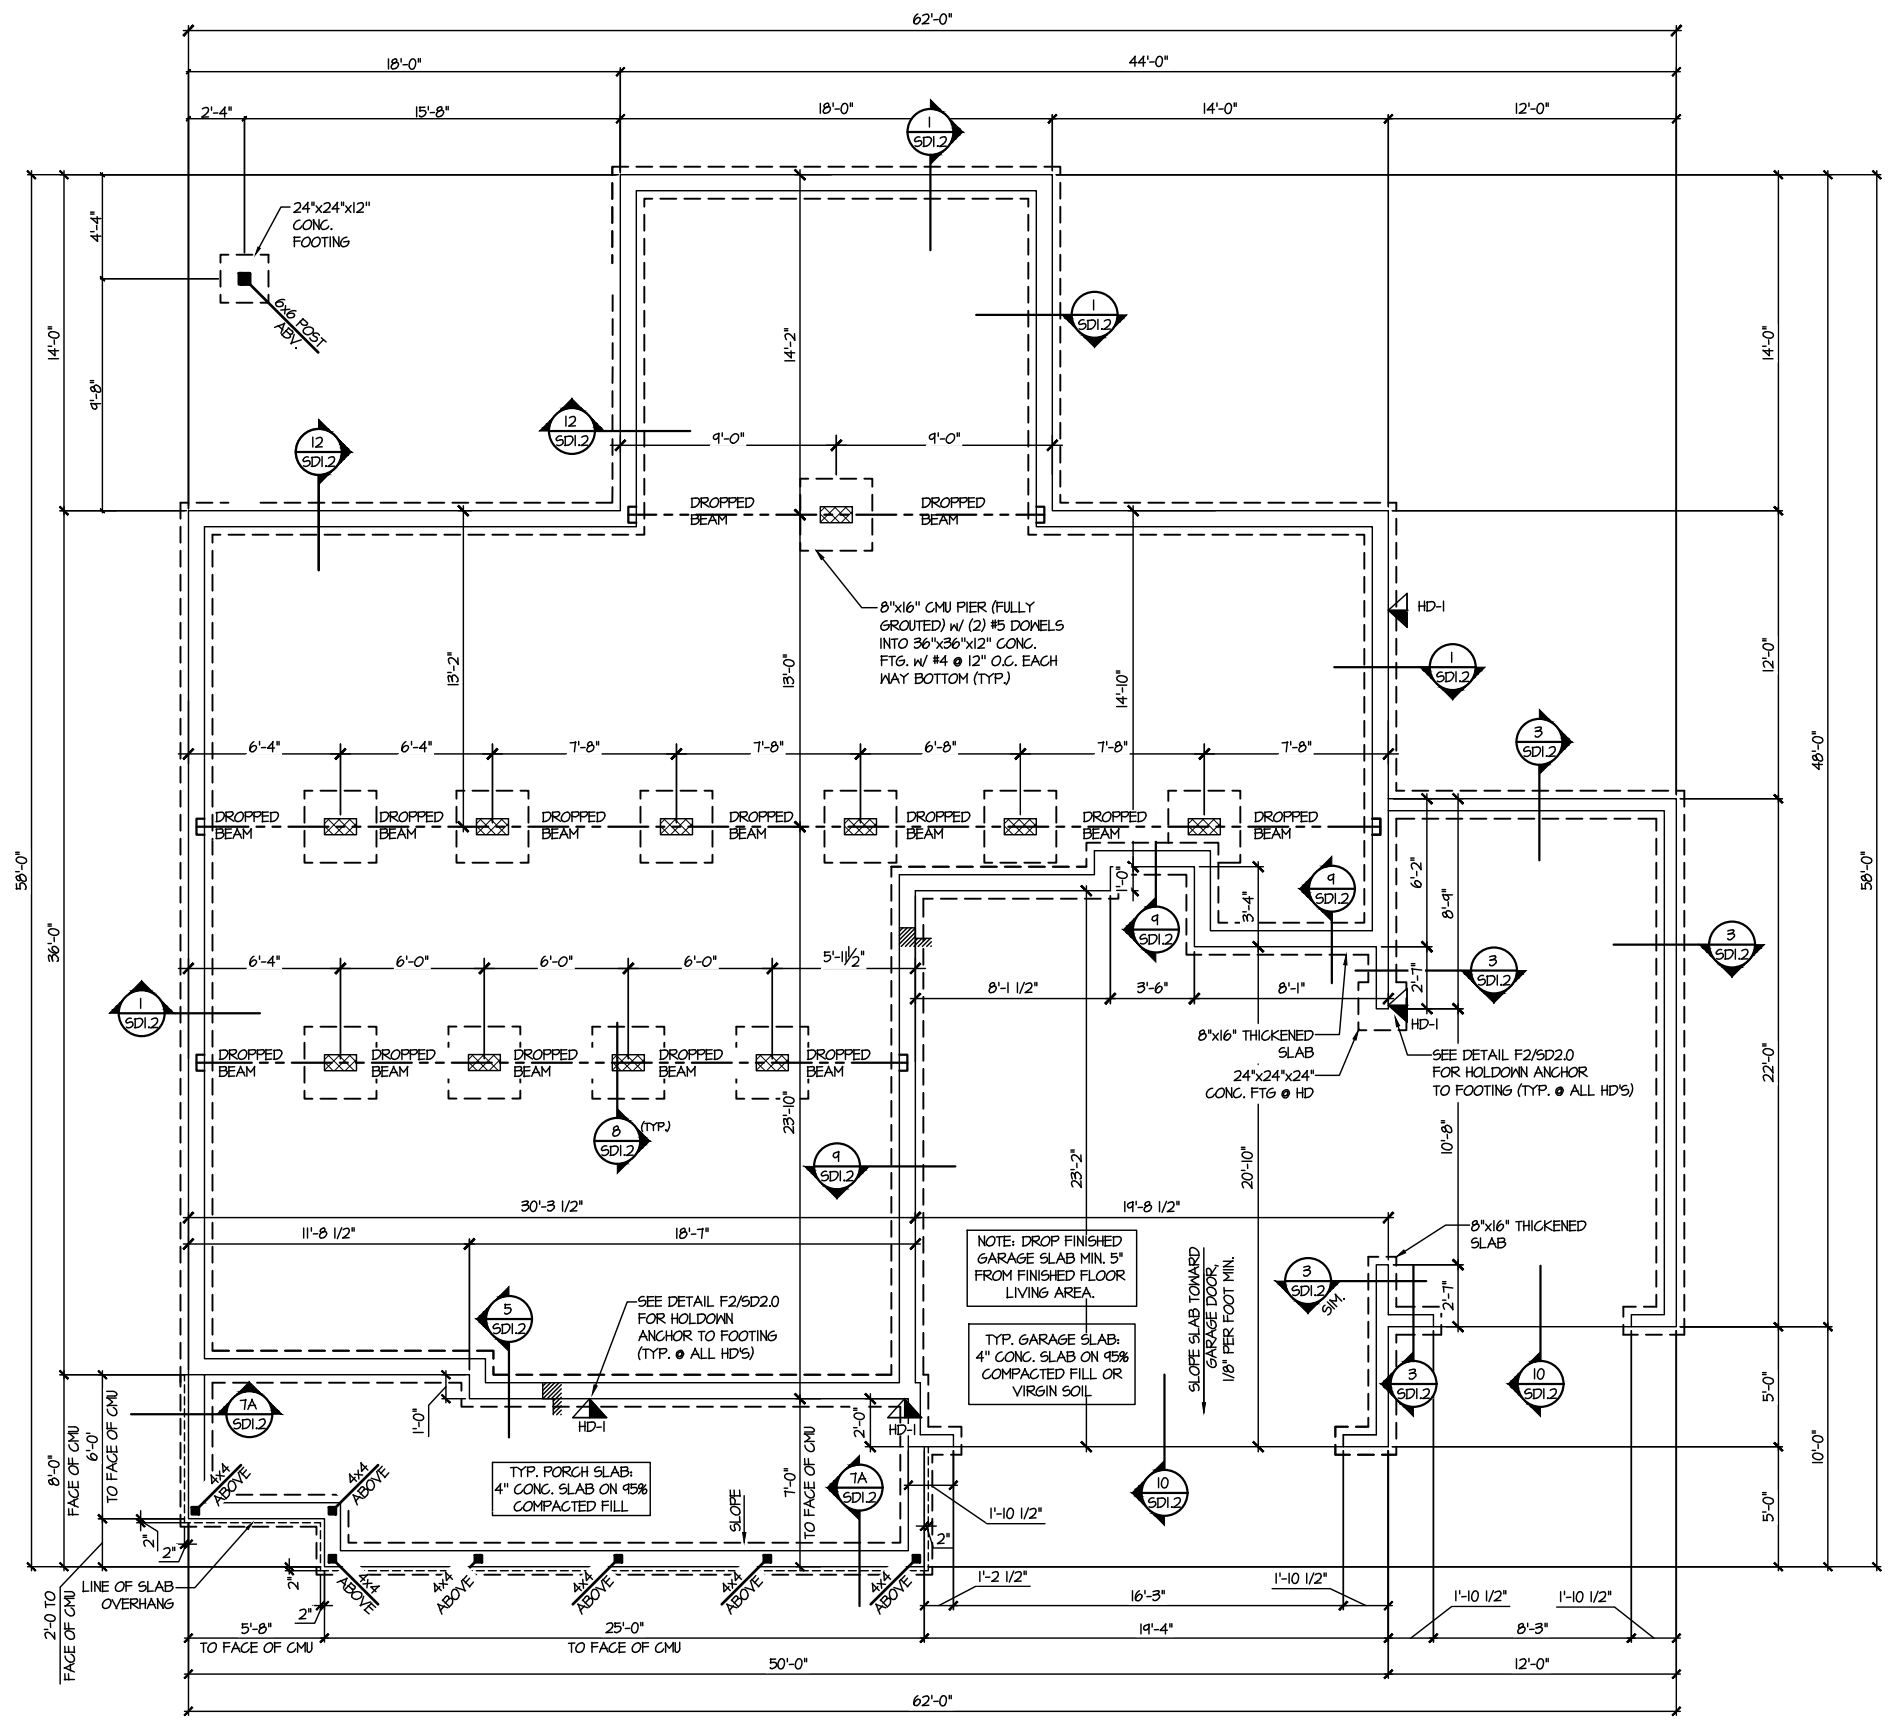 62'-0"
18'-0"
44'-0"
2'-4"
15'-8"
18'-0"
14'-0"
12'-0"
1
SD1.2
24"x24"x12"
CONC.
FOOTING
4'-4"
6x6 POST
ABV.
14'-0"
9'-8"
14'-2"
1
SD1.2
14'-0"
12
SD1.2
12
SD1.2
9'-0"
9'-0"
DROPPED
BEAM
DROPPED
BEAM
8"x16" CMU PIER (FULLY
GROUTED) W/ (2) #5 DOWELS
INTO 36"x36"x12" CONC.
FTG. W/ #4 @ 12" O.C. EACH
WAY BOTTOM (TYP.)
HD-1
1
SD1.2
13'-2"
13'-0"
14'-10"
12'-0"
3
SD1.2
48'-0"
6'-4"
6'-4"
7'-8"
7'-8"
6'-8"
7'-8"
7'-8"
DROPPED
BEAM
DROPPED
BEAM
DROPPED
BEAM
DROPPED
BEAM
DROPPED
BEAM
DROPPED
BEAM
DROPPED
BEAM
58'-0"
58'-0"
36'-0"
1'-0"
3'-4"
6'-2"
8'-9"
9
SD1.2
9
SD1.2
3
SD1.2
3
SD1.2
2'-7"
6'-4"
6'-0"
6'-0"
6'-0"
5'-11 1/2"
8'-1 1/2"
3'-6"
8'-1"
1
SD1.2
HD-1
8"x16" THICKENED
SLAB
24"x24"x24"
CONC. FTG @ HD
SEE DETAIL F2/SD2.0
FOR HOLDOWN ANCHOR
TO FOOTING (TYP. @ ALL HD'S)
22'-0"
DROPPED
BEAM
DROPPED
BEAM
DROPPED
BEAM
DROPPED
BEAM
DROPPED
BEAM
23'-10"
8
SD1.2
(TYP.)
9
SD1.2
23'-2"
20'-10"
10'-8"
30'-3 1/2"
19'-8 1/2"
11'-8 1/2"
18'-7"
8"x16" THICKENED
SLAB
NOTE: DROP FINISHED
GARAGE SLAB MIN. 5"
FROM FINISHED FLOOR
LIVING AREA.
SLOPE SLAB TOWARD
GARAGE DOOR,
1/8" PER FOOT MIN.
3
SD1.2
SIM.
2'-7"
5
SD1.2
SEE DETAIL F2/SD2.0
FOR HOLDOWN
ANCHOR TO FOOTING
(TYP. @ ALL HD'S)
TYP. GARAGE SLAB:
4" CONC. SLAB ON 95%
COMPACTED FILL OR
VIRGIN SOIL
3
SD1.2
10
SD1.2
5'-0"
7A
SD1.2
1'-0"
HD-1
HD-1
2'-0"
8'-0"
FACE OF CMU
6'-0"
TO FACE OF CMU
10'-0"
4x4
ABOVE
4x4
ABOVE
TYP. PORCH SLAB:
4" CONC. SLAB ON 95%
COMPACTED FILL
SLOPE
7'-0"
TO FACE OF CMU
7A
SD1.2
10
SD1.2
5'-0"
1'-10 1/2"
2"
2"
2"
2"
2"
LINE OF SLAB
OVERHANG
4x4
ABOVE
4x4
ABOVE
4x4
ABOVE
4x4
ABOVE
4x4
ABOVE
2'-0 TO
FACE OF CMU
1'-2 1/2"
16'-3"
1'-10 1/2"
1'-10 1/2"
1'-10 1/2"
5'-8"
TO FACE OF CMU
25'-0"
TO FACE OF CMU
19'-4"
8'-3"
50'-0"
12'-0"
62'-0"